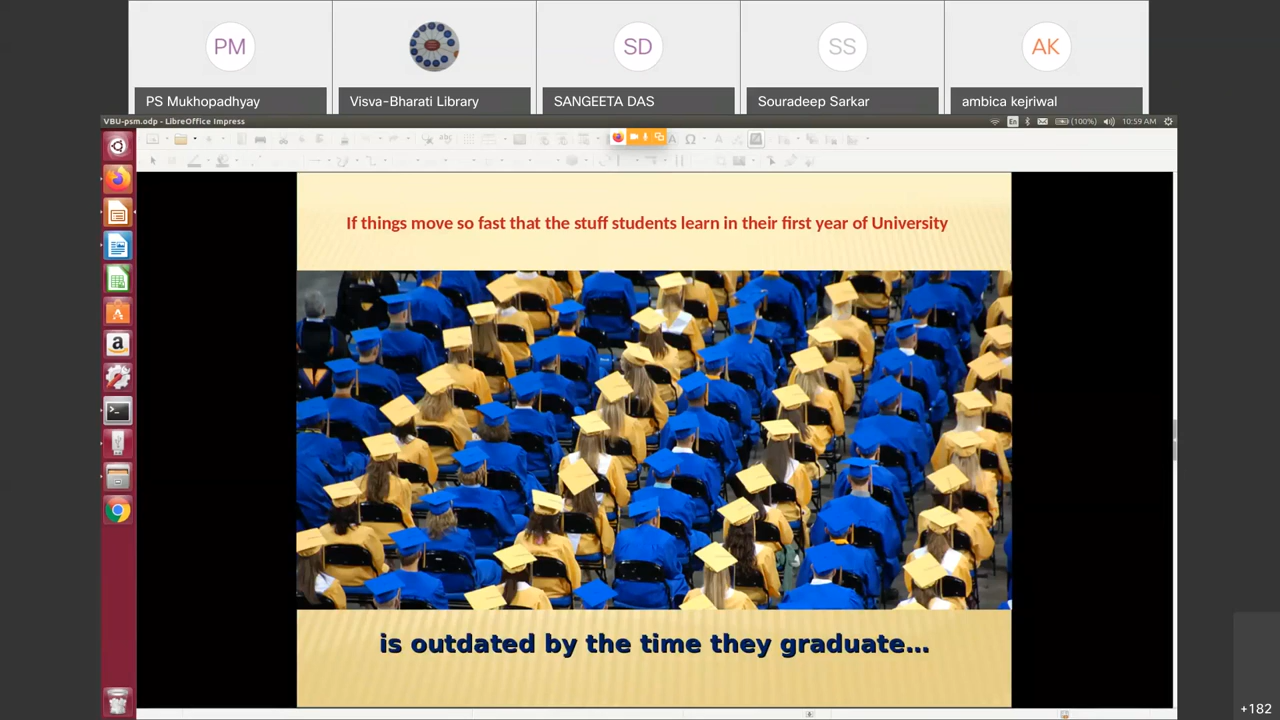 PM
SD
SS
AK
PS Mukhopadhyay
Visva-Bharati Library
SANGEETA DAS
Souradeep Sarkar
ambica kejriwal
VBU-psm.odp - LibreOffice Impress
En
(100%)
10:59 AM
If things move so fast that the stuff students learn in their first year of University
is outdated by the time they graduate...
+182